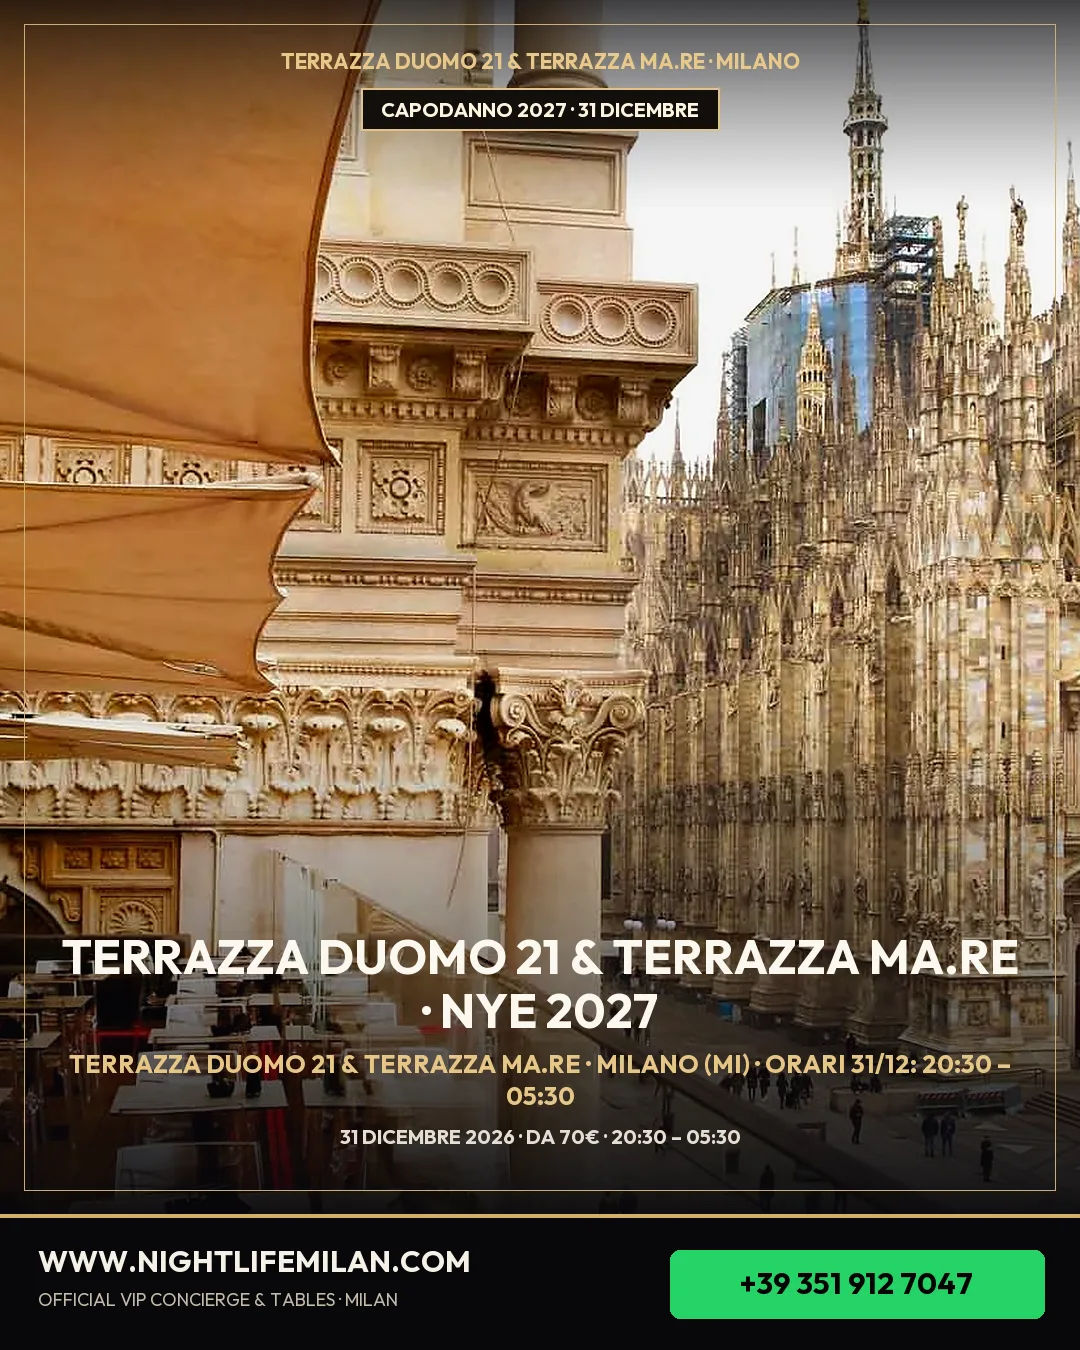 TERRAZZA DUOMO 21 & TERRAZZA MA.RE · MILANO
CAPODANNO 2027 · 31 DICEMBRE
TERRAZZA DUOMO 21 & TERRAZZA MA.RE
· NYE 2027
TERRAZZA DUOMO 21 & TERRAZZA MA.RE · MILANO (MI) · ORARI 31/12: 20:30 –
05:30
31 DICEMBRE 2026 · DA 70€ · 20:30 – 05:30
WWW.NIGHTLIFEMILAN.COM
OFFICIAL VIP CONCIERGE & TABLES · MILAN
+39 351 912 7047